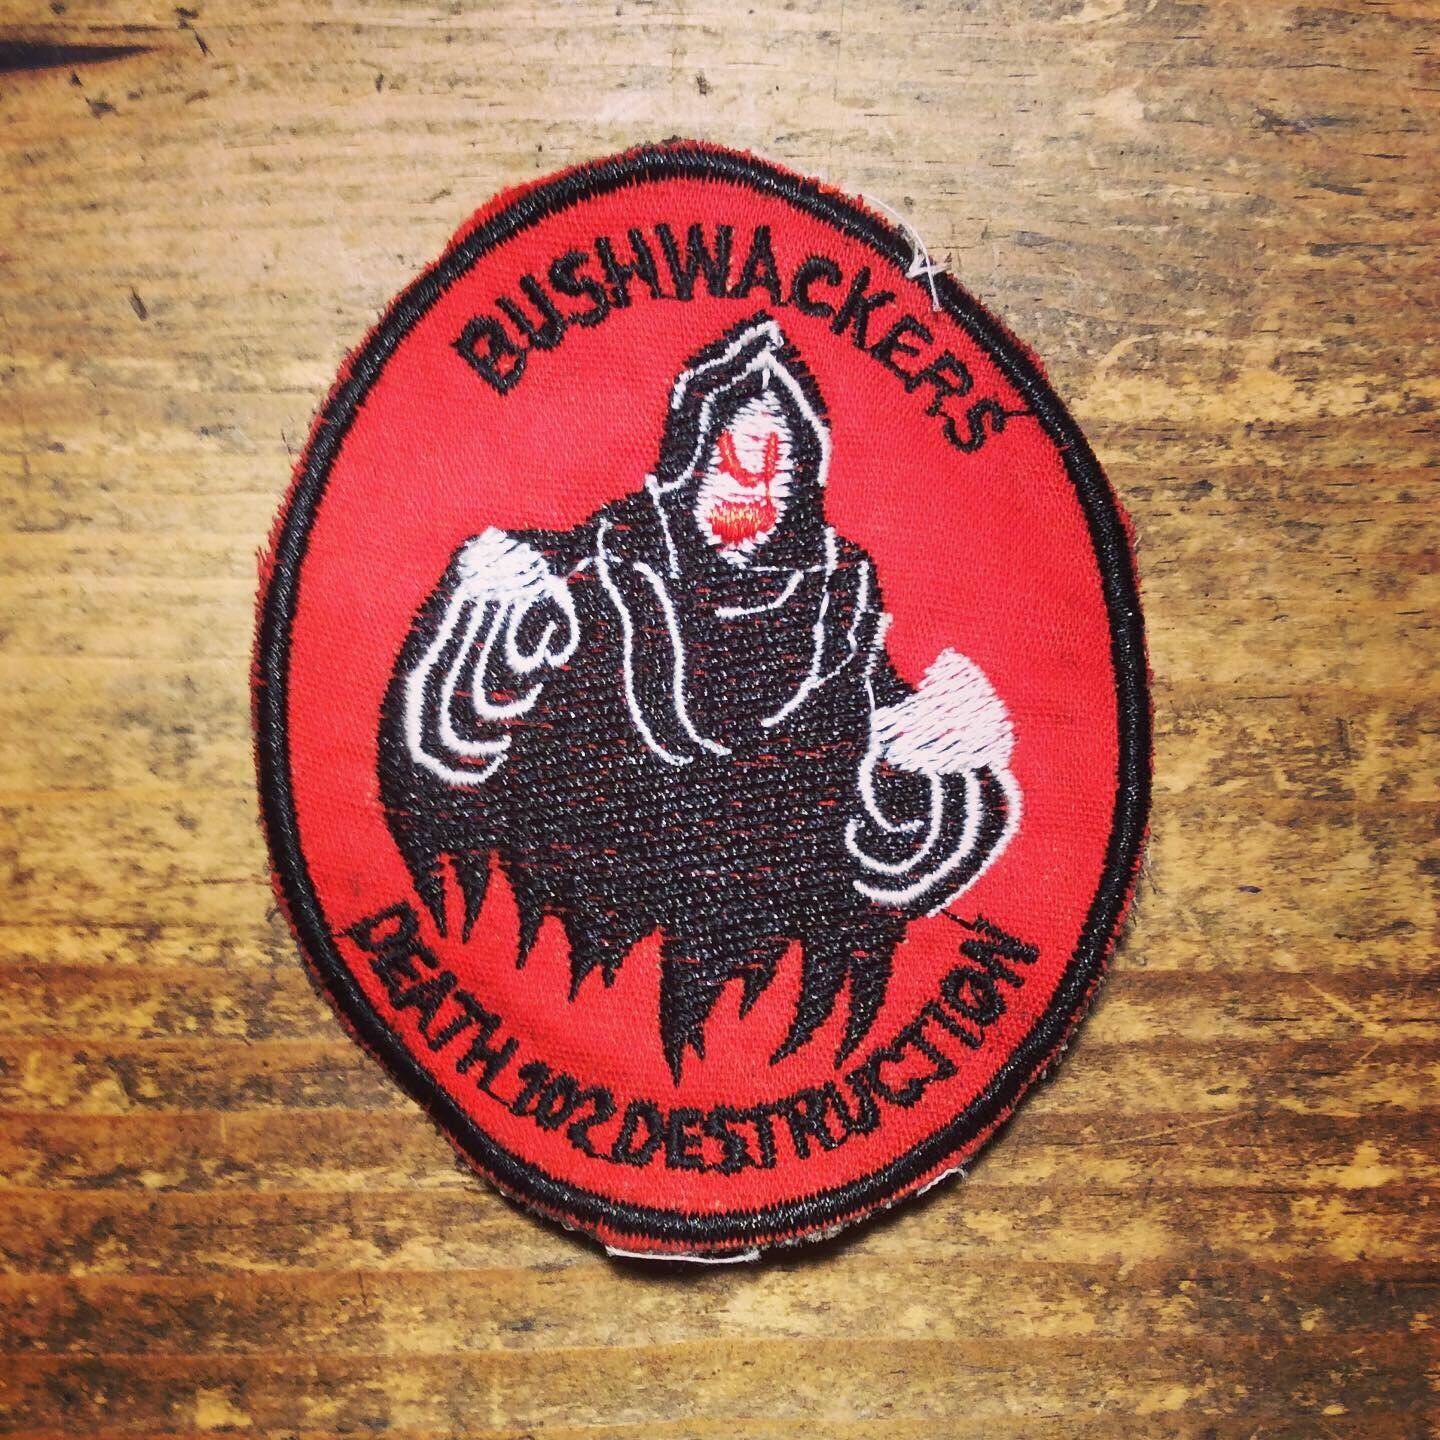 BUSHWACKERS
DEATH 102 DESTRUCTION